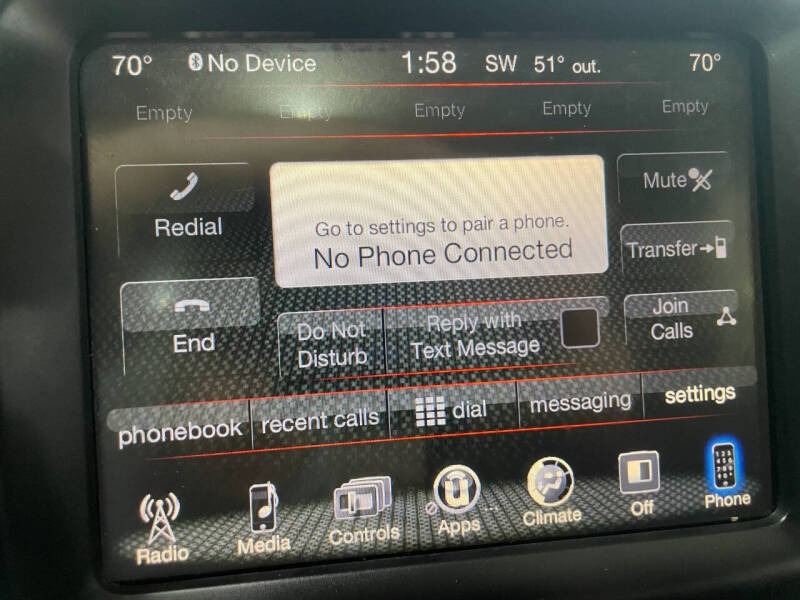 70° No Device 1:58 SW 51° out. 70°
Empty Empty Empty Empty Empty
Redial
Go to settings to pair a phone.
No Phone Connected
Mute
Transfer
End
Do Not
Disturb
Reply with
Text Message
Join
Calls
phonebook recent calls dial messaging settings
Radio Media Controls Apps Climate Off Phone